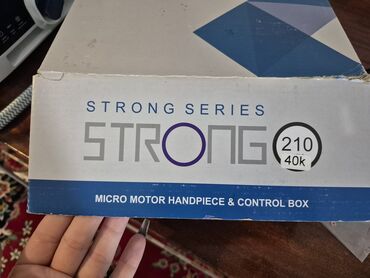 STRONG SERIES
STRONG 210
40k
MICRO MOTOR HANDPIECE & CONTROL BOX